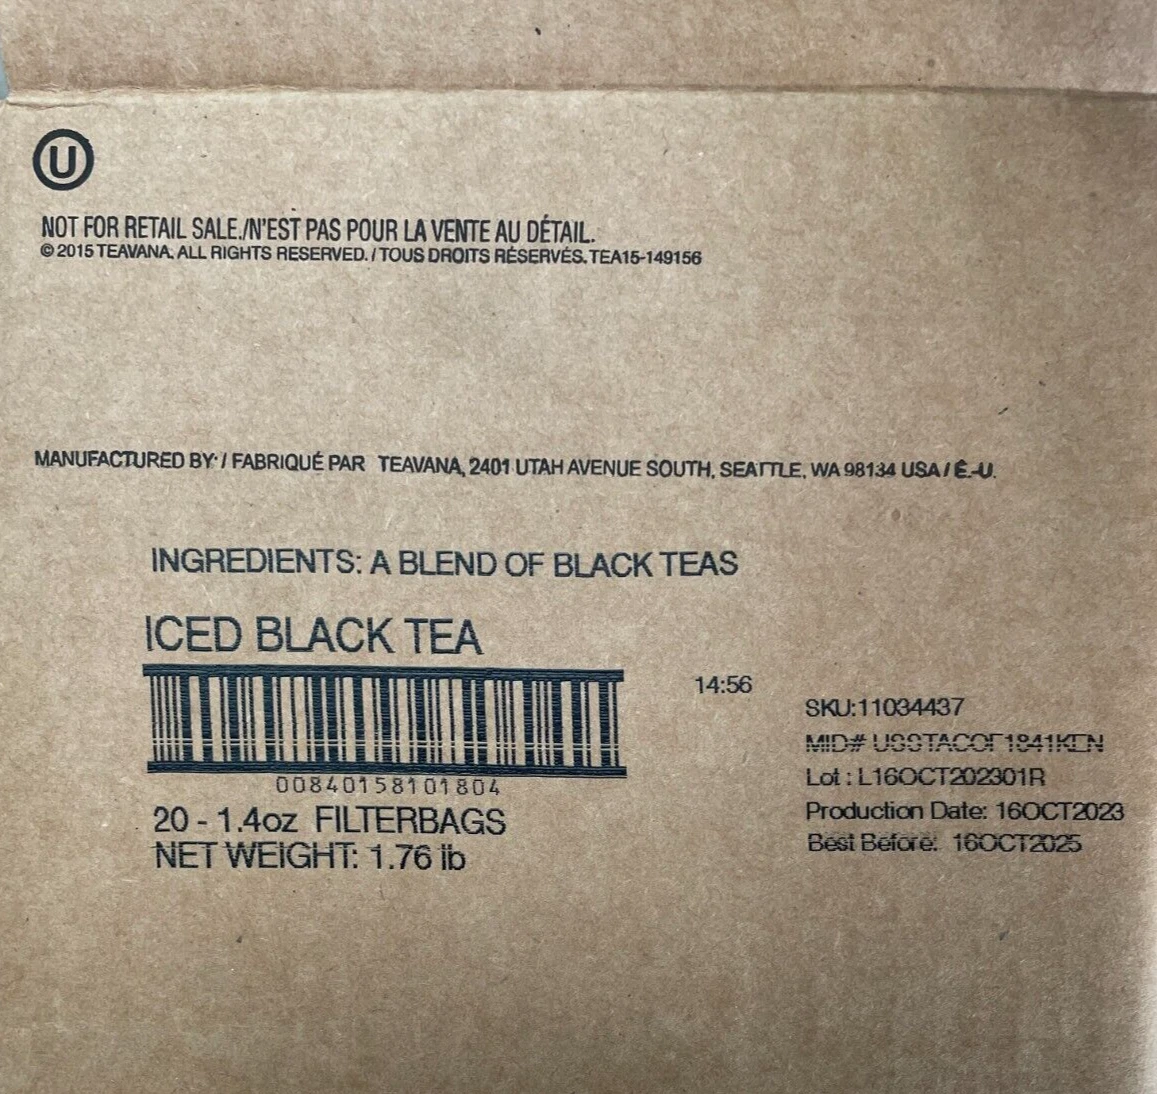 U
NOT FOR RETAIL SALE./N'EST PAS POUR LA VENTE AU DÉTAIL.
© 2015 TEAVANA. ALL RIGHTS RESERVED. / TOUS DROITS RÉSERVÉS. TEA15-149156
MANUFACTURED BY: / FABRIQUÉ PAR TEAVANA, 2401 UTAH AVENUE SOUTH, SEATTLE, WA 98134 USA / É.-U.
INGREDIENTS: A BLEND OF BLACK TEAS
ICED BLACK TEA
00840158101804
20 - 1.4oz FILTERBAGS
NET WEIGHT: 1.76 lb
14:56
SKU:11034437
MID#
Lot : L16OCT202301R
Production Date: 16OCT2023
Best Before: 16OCT2025